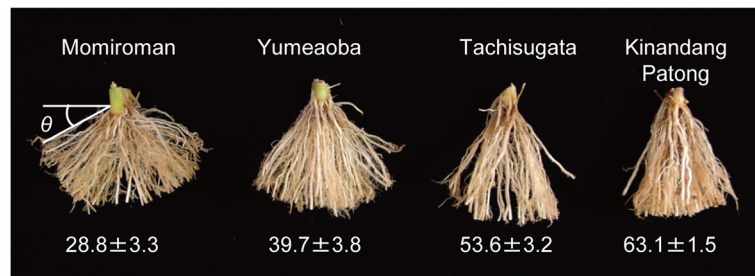 Momiroman
Yumeaoba
Tachisugata
Kinandang
Patong
θ
28.8±3.3
39.7±3.8
53.6±3.2
63.1±1.5